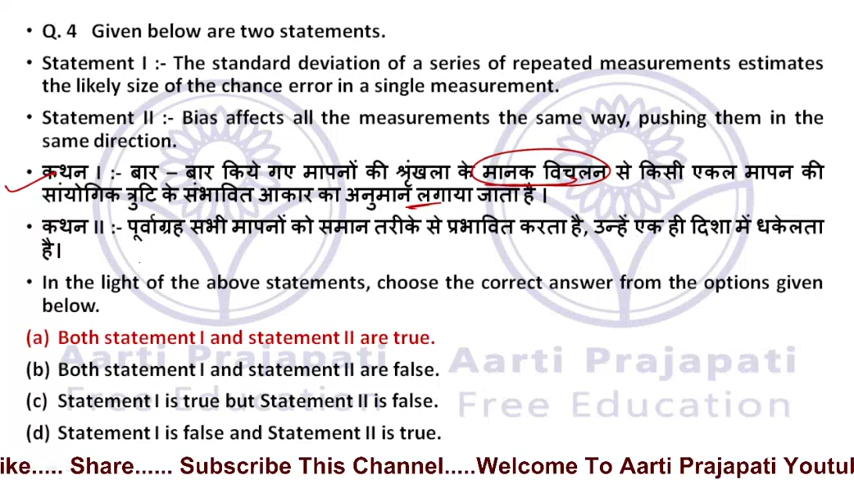 • Q. 4 Given below are two statements.
• Statement I :- The standard deviation of a series of repeated measurements estimates
the likely size of the chance error in a single measurement.
• Statement II :- Bias affects all the measurements the same way, pushing them in the
same direction.
• कथन I :- बार – बार किये गए मापनों की श्रृंखला के मानक विचलन से किसी एकल मापन की
सांयोगिक त्रुटि के संभावित आकार का अनुमान लगाया जाता है ।
• कथन II :- पूर्वाग्रह सभी मापनों को समान तरीके से प्रभावित करता है, उन्हें एक ही दिशा में धकेलता
है।
• In the light of the above statements, choose the correct answer from the options given
below.
(a) Both statement I and statement II are true.
(b) Both statement I and statement II are false.
(c) Statement I is true but Statement II is false.
(d) Statement I is false and Statement II is true.
Aarti Prajapati Aarti Prajapati
Free Education Free Education
ike..... Share...... Subscribe This Channel.....Welcome To Aarti Prajapati Youtul